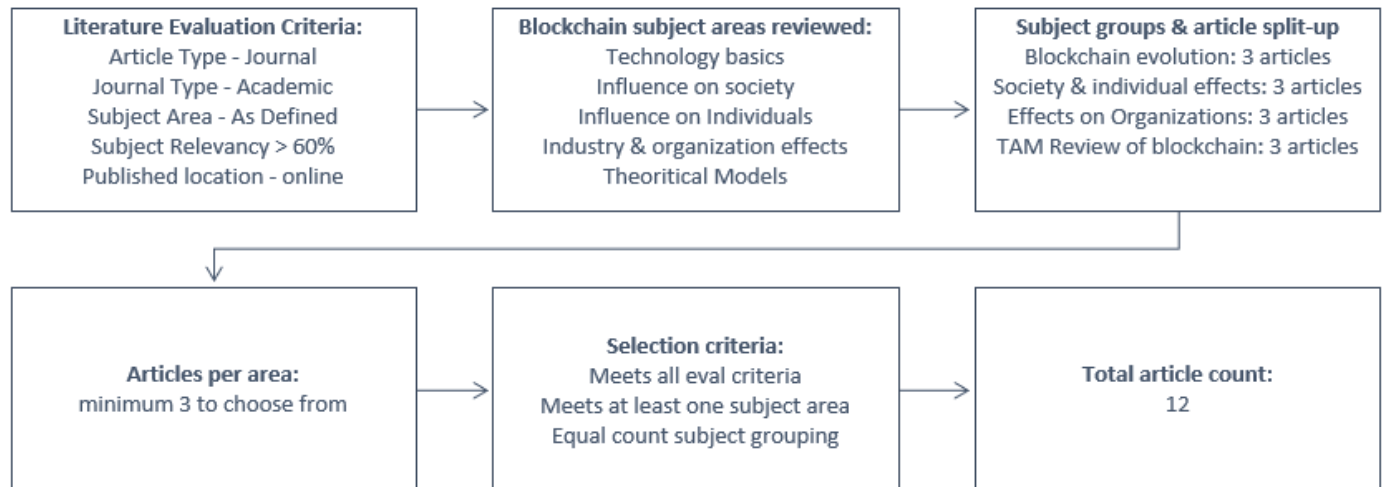 Literature Evaluation Criteria:
Article Type - Journal
Journal Type - Academic
Subject Area - As Defined
Subject Relevancy > 60%
Published location - online
Blockchain subject areas reviewed:
Technology basics
Influence on society
Influence on Individuals
Industry & organization effects
Theoritical Models
Subject groups & article split-up
Blockchain evolution: 3 articles
Society & individual effects: 3 articles
Effects on Organizations: 3 articles
TAM Review of blockchain: 3 articles
Articles per area:
minimum 3 to choose from
Selection criteria:
Meets all eval criteria
Meets at least one subject area
Equal count subject grouping
Total article count:
12